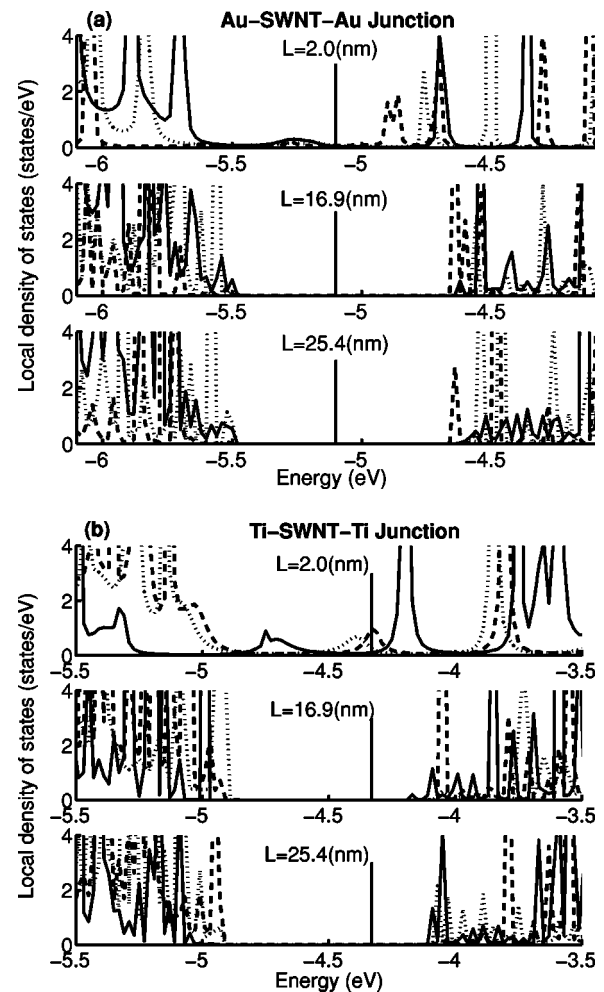 (a) Au–SWNT–Au Junction
Local density of states (states/eV)
4
2
0
L=2.0(nm)
−6 −5.5 −5 −4.5
4
2
0
L=16.9(nm)
−6 −5.5 −5 −4.5
4
2
0
L=25.4(nm)
−6 −5.5 −5 −4.5
Energy (eV)
(b) Ti–SWNT–Ti Junction
Local density of states (states/eV)
4
2
0
L=2.0(nm)
−5.5 −5 −4.5 −4 −3.5
4
2
0
L=16.9(nm)
−5.5 −5 −4.5 −4 −3.5
4
2
0
L=25.4(nm)
−5.5 −5 −4.5 −4 −3.5
Energy (eV)